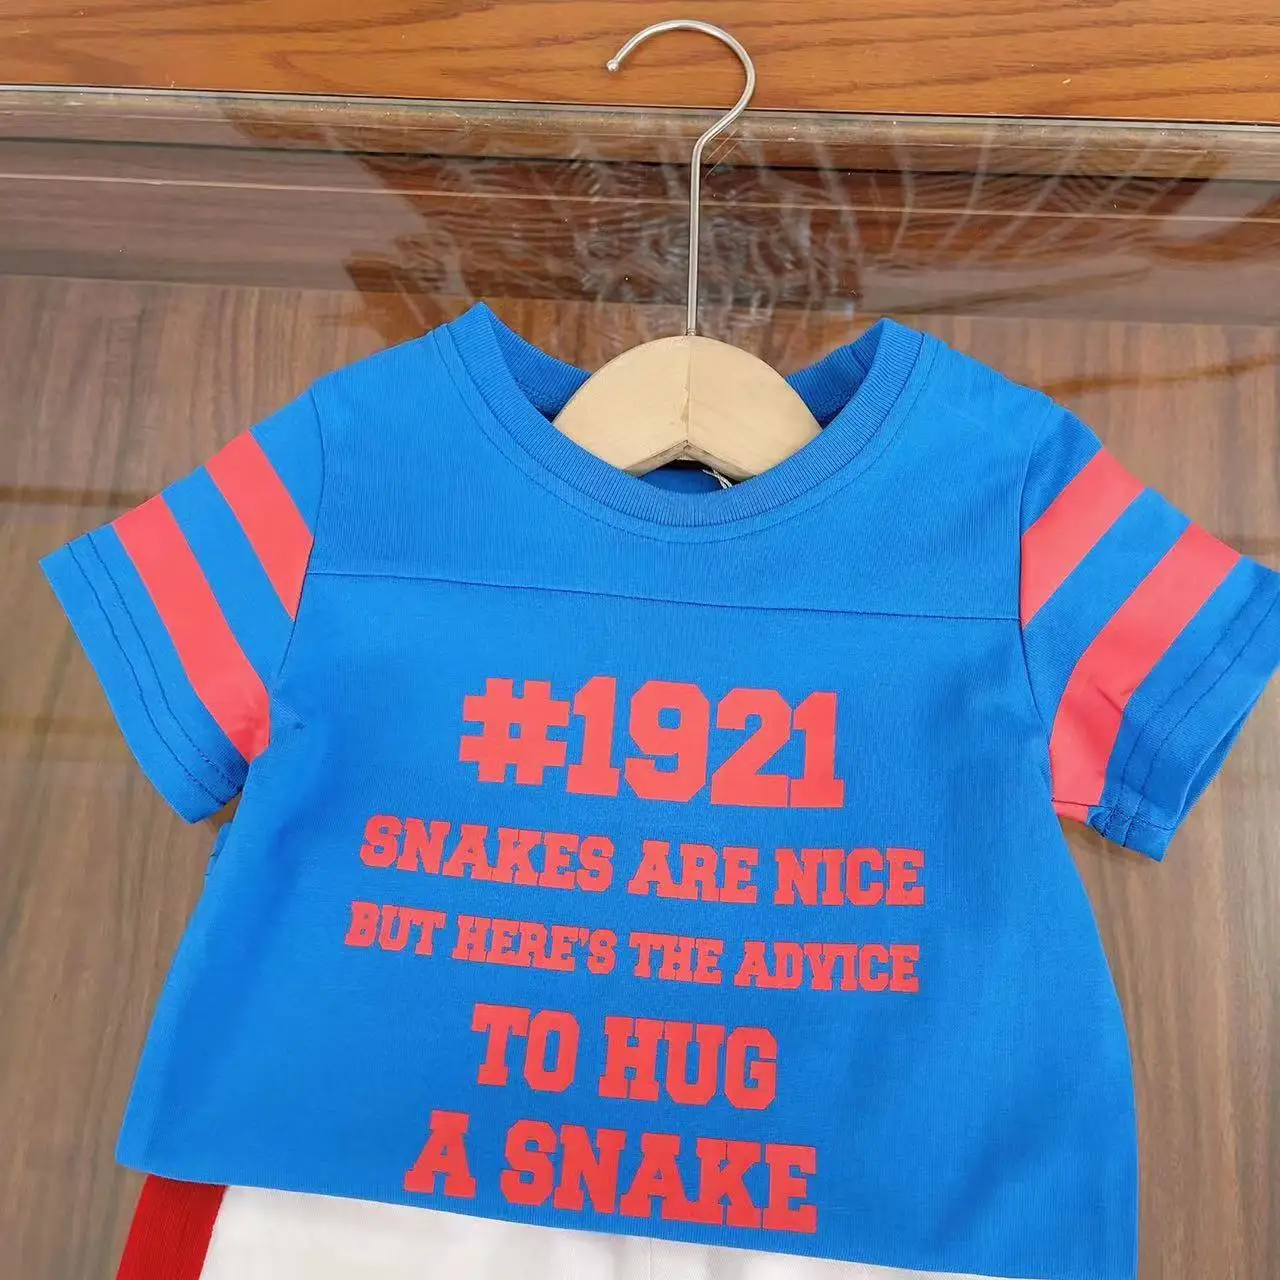 #1921
SNAKES ARE NICE
BUT HERE'S THE ADVICE
TO HUG
A SNAKE